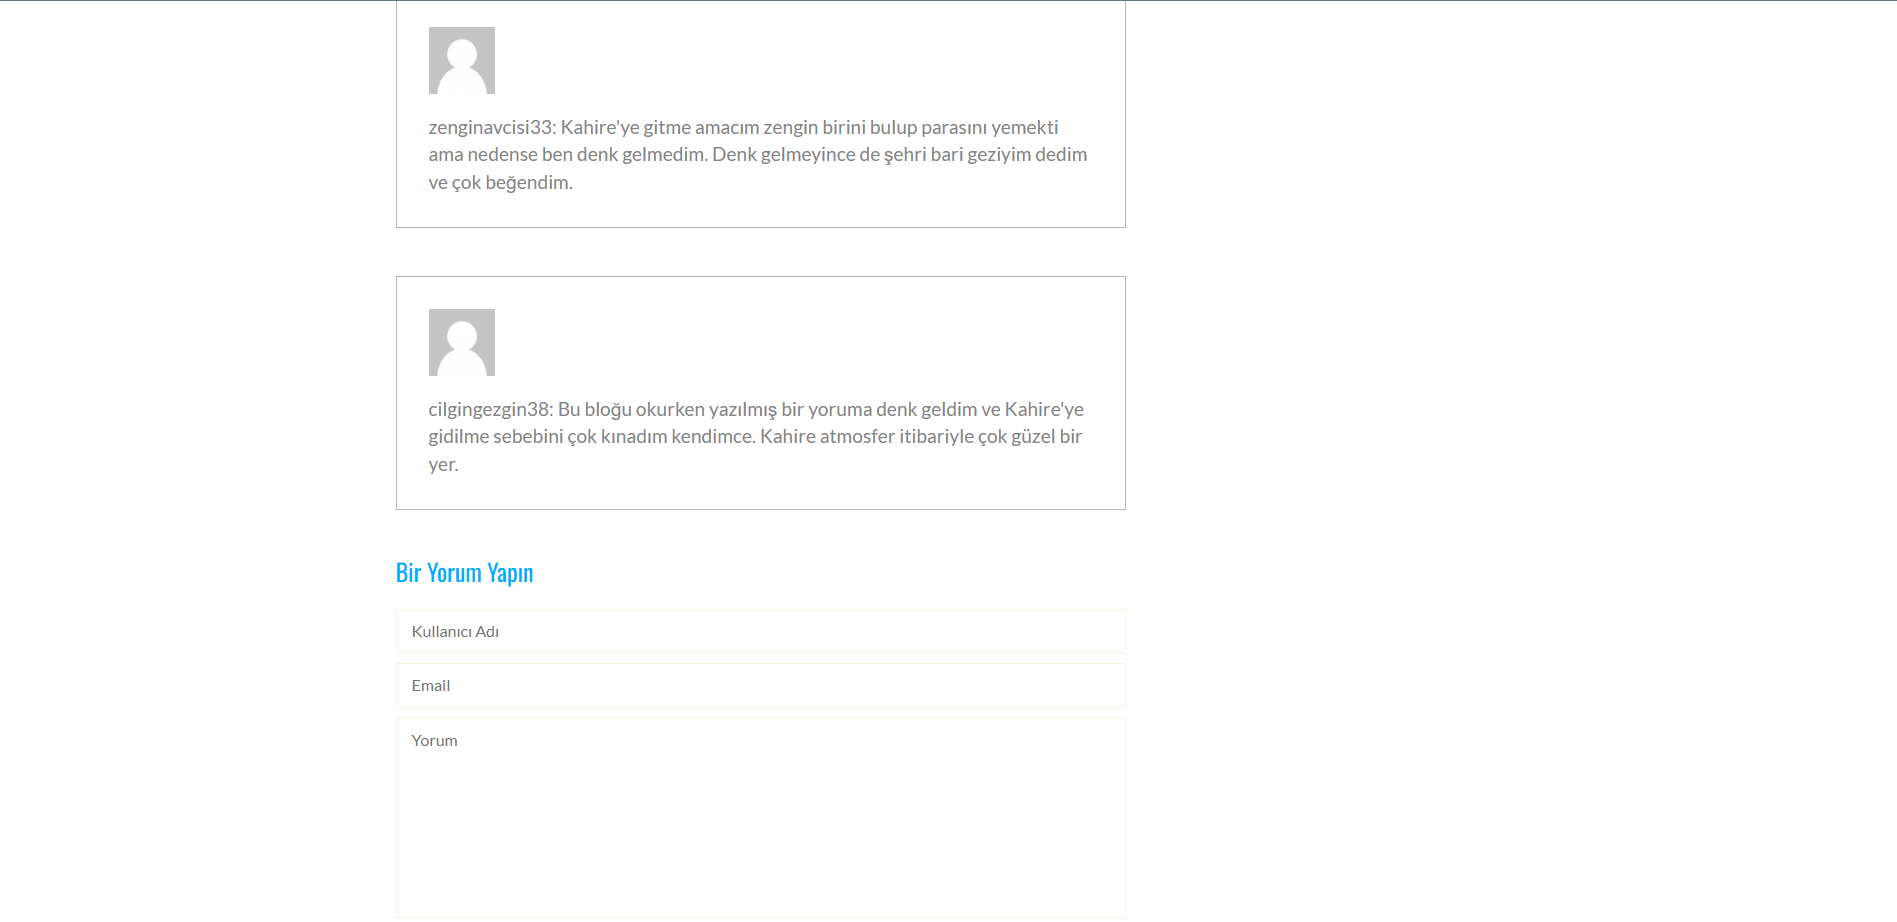 zenginavcisi33: Kahire'ye gitme amacım zengin birini bulup parasını yemekti
ama nedense ben denk gelmedim. Denk gelmeyince de şehri bari geziyim dedim
ve çok beğendim.
cilgingezgin38: Bu bloğu okurken yazılmış bir yoruma denk geldim ve Kahire'ye
gidilme sebebini çok kınadım kendimce. Kahire atmosfer itibariyle çok güzel bir
yer.
Bir Yorum Yapın
Kullanıcı Adı
Email
Yorum